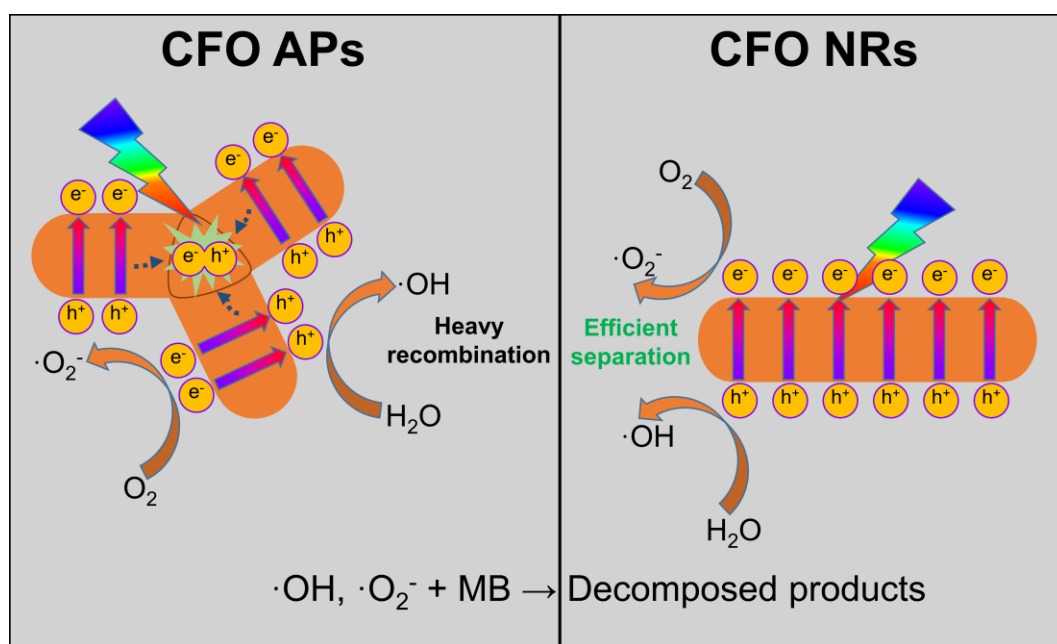 CFO APs
CFO NRs
e⁻
e⁻
e⁻
e⁻
e⁻ h⁺
h⁺
h⁺
h⁺
h⁺
h⁺
h⁺
e⁻
e⁻
·OH
Heavy
recombination
·O₂⁻
H₂O
O₂
O₂
·O₂⁻
e⁻ e⁻ e⁻ e⁻ e⁻ e⁻
Efficient
separation
h⁺ h⁺ h⁺ h⁺ h⁺ h⁺
·OH
H₂O
·OH, ·O₂⁻ + MB → Decomposed products